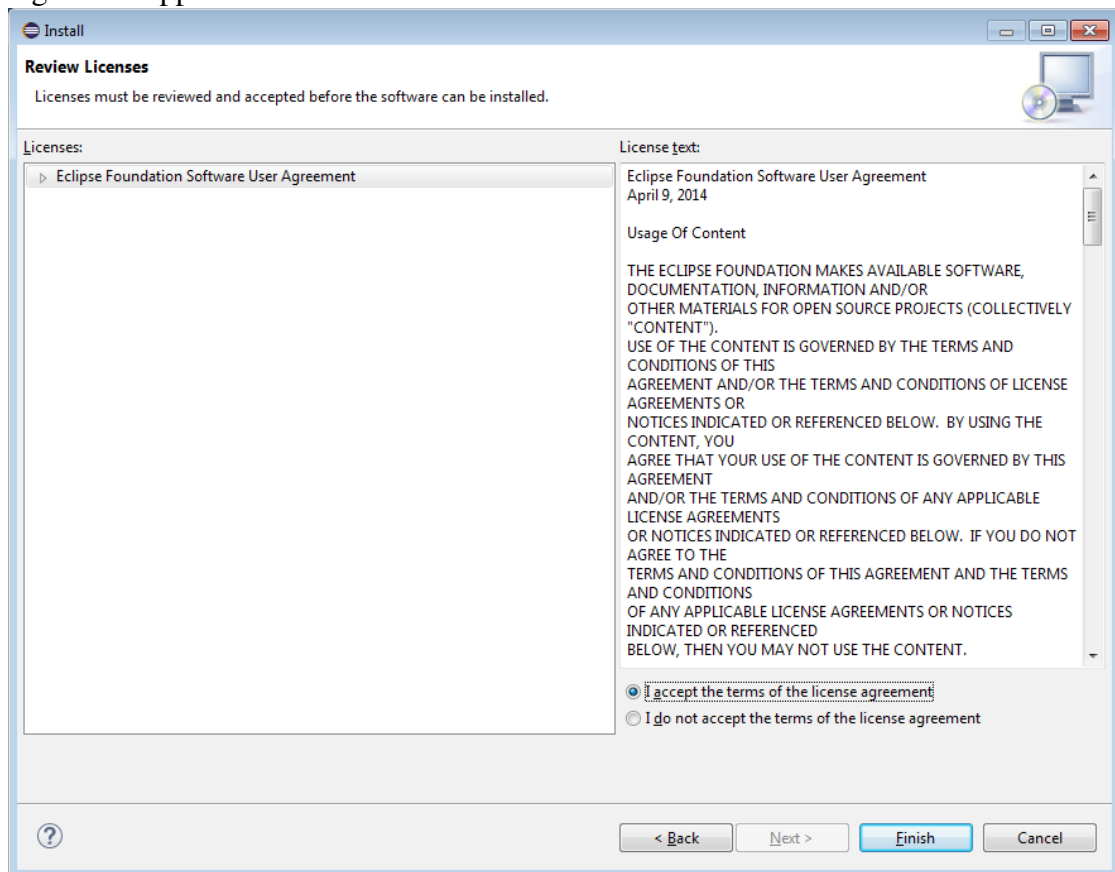 Install
Review Licenses
Licenses must be reviewed and accepted before the software can be installed.
Licenses:
Eclipse Foundation Software User Agreement
License text:
Eclipse Foundation Software User Agreement
April 9, 2014
Usage Of Content
THE ECLIPSE FOUNDATION MAKES AVAILABLE SOFTWARE,
DOCUMENTATION, INFORMATION AND/OR
OTHER MATERIALS FOR OPEN SOURCE PROJECTS (COLLECTIVELY
"CONTENT").
USE OF THE CONTENT IS GOVERNED BY THE TERMS AND
CONDITIONS OF THIS
AGREEMENT AND/OR THE TERMS AND CONDITIONS OF LICENSE
AGREEMENTS OR
NOTICES INDICATED OR REFERENCED BELOW.  BY USING THE
CONTENT, YOU
AGREE THAT YOUR USE OF THE CONTENT IS GOVERNED BY THIS
AGREEMENT
AND/OR THE TERMS AND CONDITIONS OF ANY APPLICABLE
LICENSE AGREEMENTS
OR NOTICES INDICATED OR REFERENCED BELOW.  IF YOU DO NOT
AGREE TO THE
TERMS AND CONDITIONS OF THIS AGREEMENT AND THE TERMS
AND CONDITIONS
OF ANY APPLICABLE LICENSE AGREEMENTS OR NOTICES
INDICATED OR REFERENCED
BELOW, THEN YOU MAY NOT USE THE CONTENT.
I accept the terms of the license agreement
I do not accept the terms of the license agreement
?
< Back
Next >
Finish
Cancel